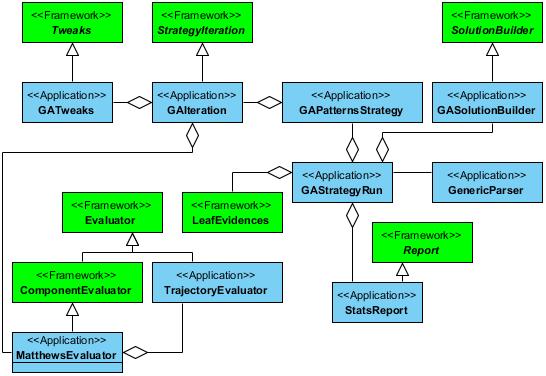 <<Framework>>
Tweaks
<<Framework>>
StrategyIteration
<<Framework>>
SolutionBuilder
<<Application>>
GATweaks
<<Application>>
GAIteration
<<Application>>
GAPatternsStrategy
<<Application>>
GASolutionBuilder
<<Application>>
GAStrategyRun
<<Application>>
GenericParser
<<Framework>>
Evaluator
<<Framework>>
LeafEvidences
<<Framework>>
Report
<<Framework>>
ComponentEvaluator
<<Application>>
TrajectoryEvaluator
<<Application>>
StatsReport
<<Application>>
MatthewsEvaluator